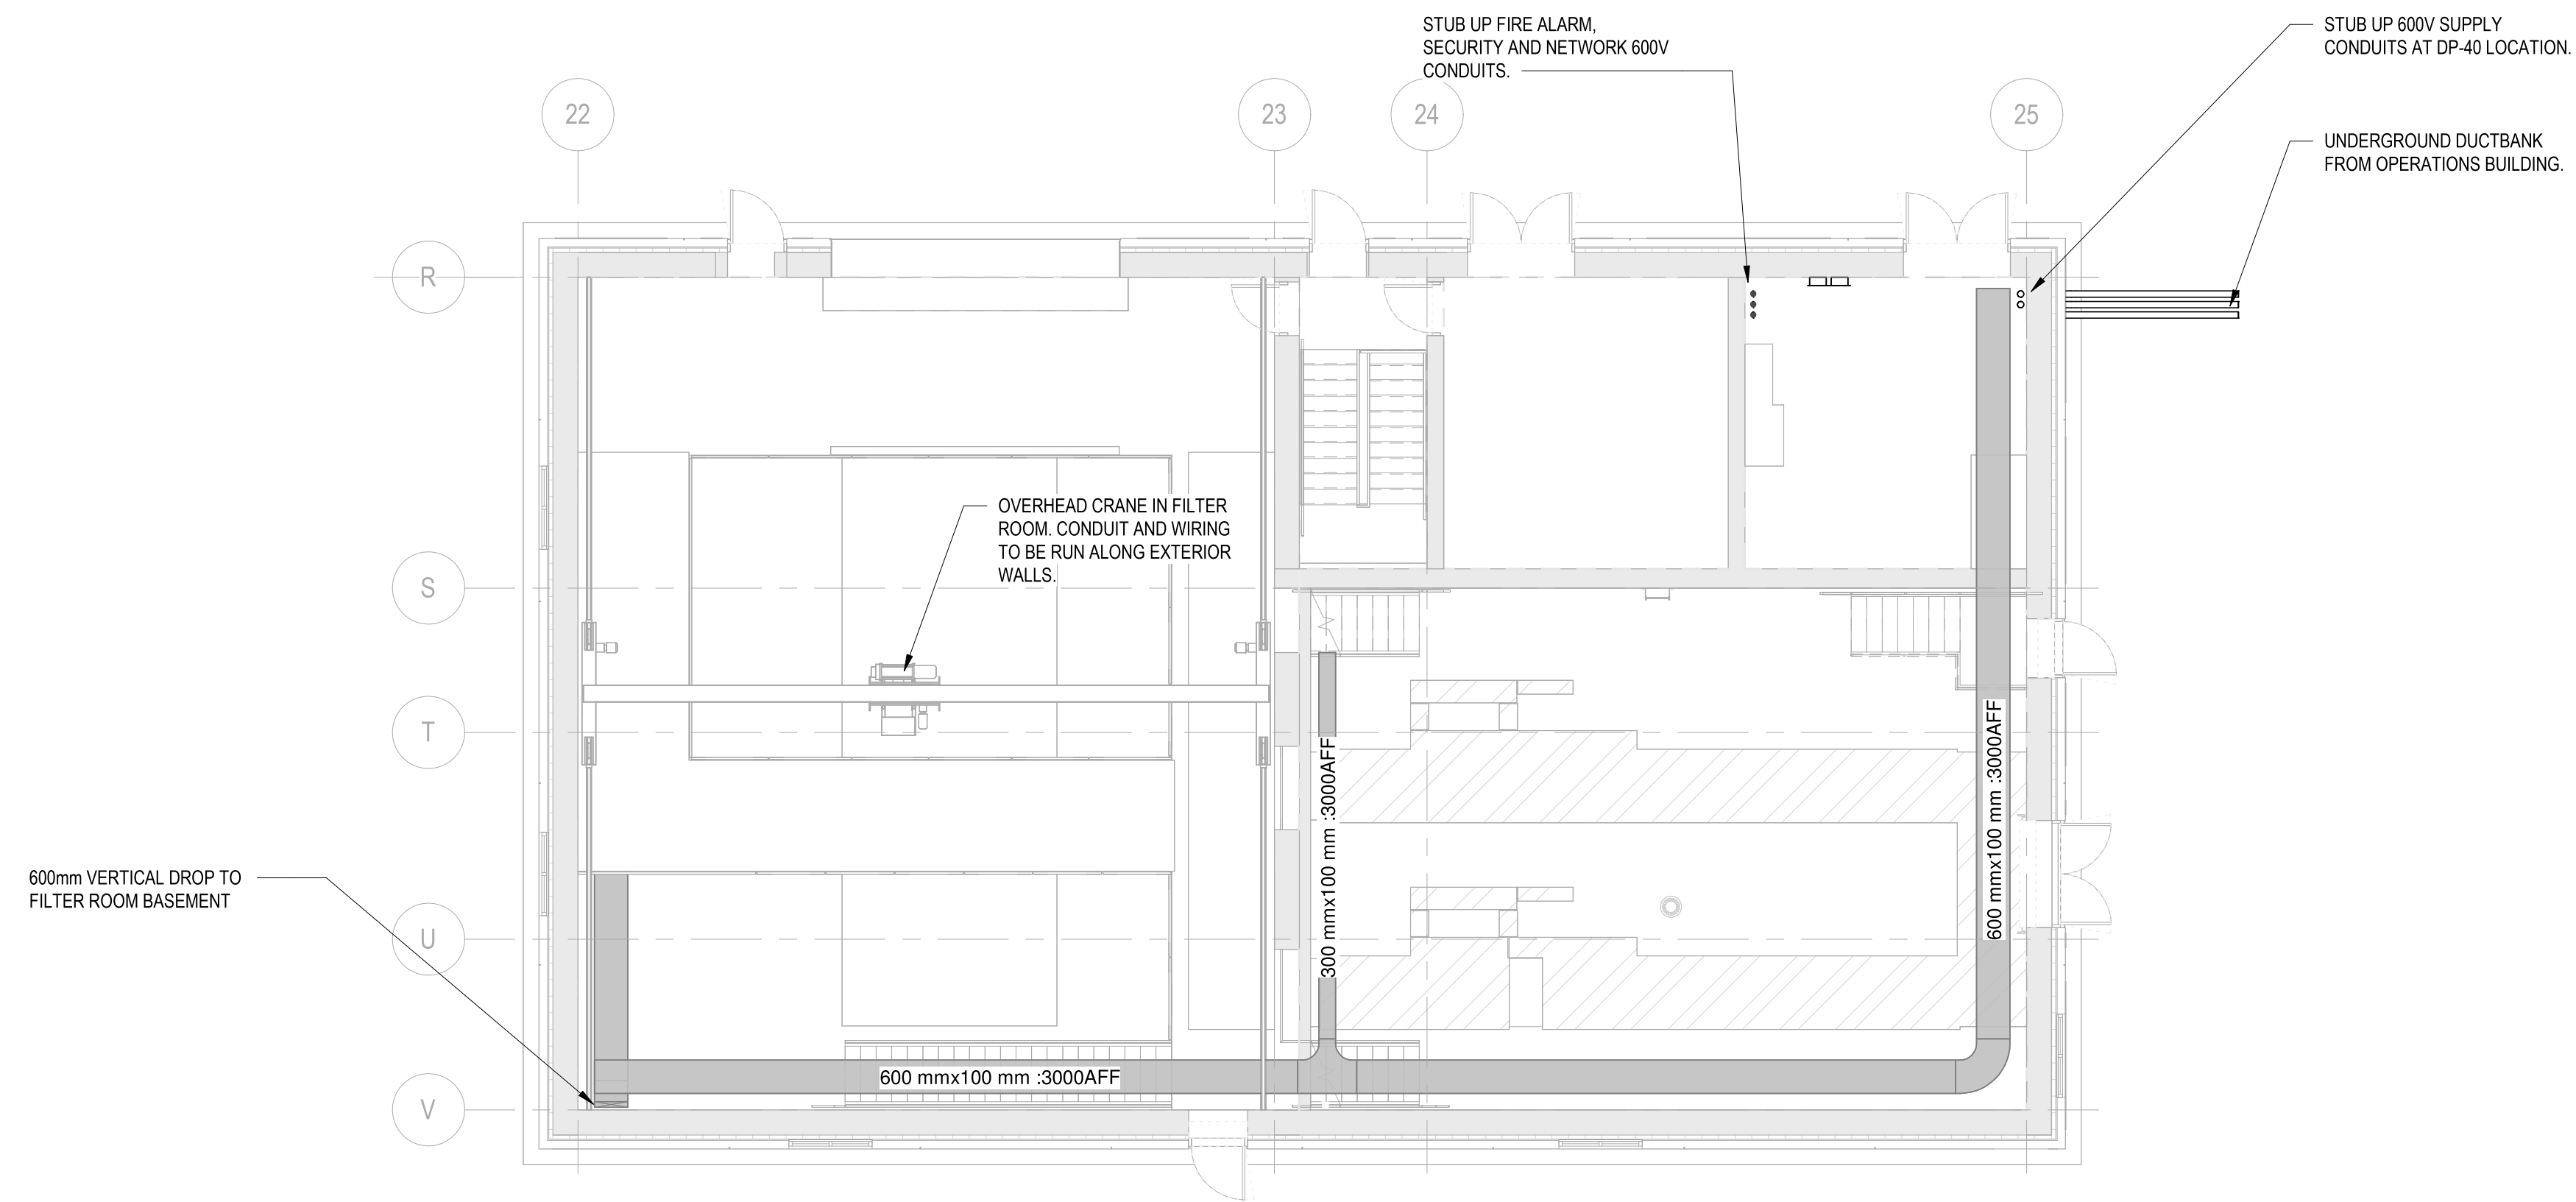 STUB UP FIRE ALARM,
SECURITY AND NETWORK 600V
CONDUITS.
STUB UP 600V SUPPLY
CONDUITS AT DP-40 LOCATION.
UNDERGROUND DUCTBANK
FROM OPERATIONS BUILDING.
22
23
24
25
R
S
T
U
V
OVERHEAD CRANE IN FILTER
ROOM. CONDUIT AND WIRING
TO BE RUN ALONG EXTERIOR
WALLS.
600mm VERTICAL DROP TO
FILTER ROOM BASEMENT
300 mmx100 mm :3000AFF
600 mmx100 mm :3000AFF
600 mmx100 mm :3000AFF